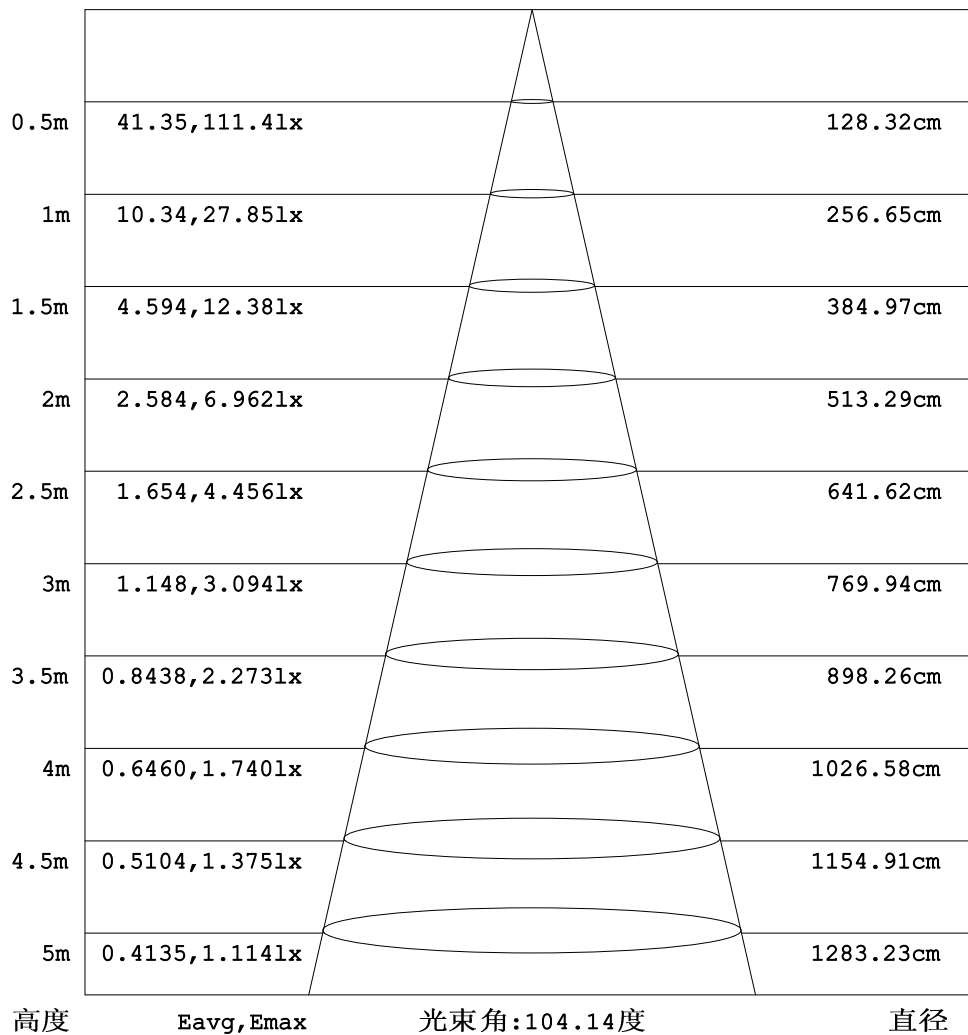 0.5m 41.35,111.4lx 128.32cm
1m 10.34,27.85lx 256.65cm
1.5m 4.594,12.38lx 384.97cm
2m 2.584,6.962lx 513.29cm
2.5m 1.654,4.456lx 641.62cm
3m 1.148,3.094lx 769.94cm
3.5m 0.8438,2.273lx 898.26cm
4m 0.6460,1.740lx 1026.58cm
4.5m 0.5104,1.375lx 1154.91cm
5m 0.4135,1.114lx 1283.23cm
高度 Eavg,Emax 光束角:104.14度 直径